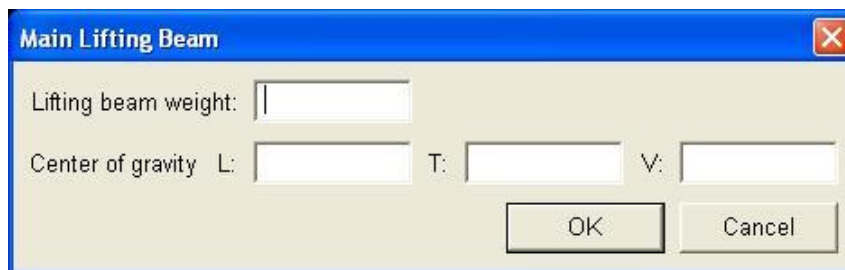 Main Lifting Beam
Lifting beam weight:
Center of gravity L: T: V:
OK Cancel